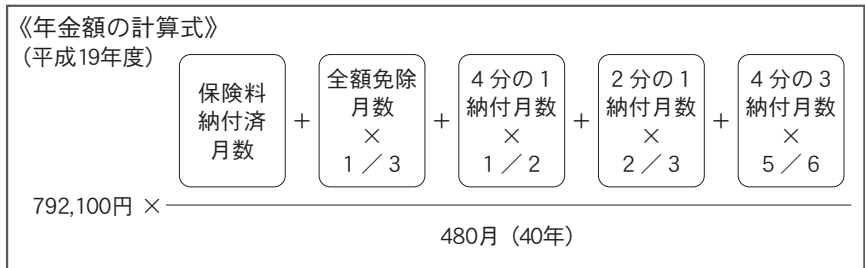 《年金額の計算式》
（平成19年度）
保険料
納付済
月数
＋
全額免除
月数
×
1／3
＋
4分の1
納付月数
×
1／2
＋
2分の1
納付月数
×
2／3
＋
4分の3
納付月数
×
5／6
792,100円 ×
480月（40年）